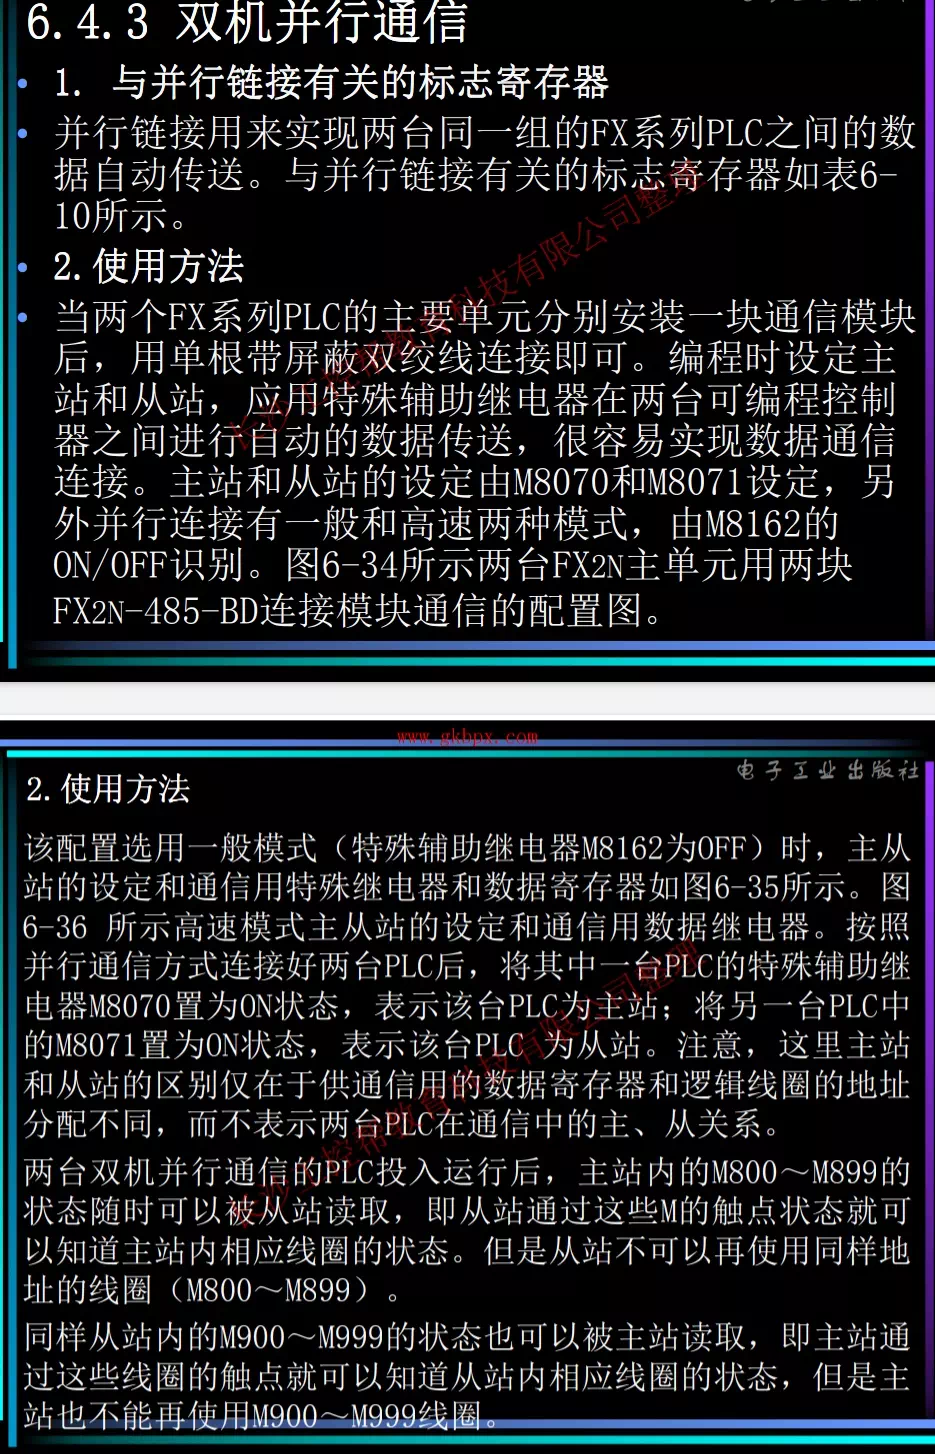 6.4.3 双机并行通信
1. 与并行链接有关的标志寄存器
并行链接用来实现两台同一组的FX系列PLC之间的数
据自动传送。与并行链接有关的标志寄存器如表6-
10所示。
2.使用方法
当两个FX系列PLC的主要单元分别安装一块通信模块
后，用单根带屏蔽双绞线连接即可。编程时设定主
站和从站，应用特殊辅助继电器在两台可编程控制
器之间进行自动的数据传送，很容易实现数据通信
连接。主站和从站的设定由M8070和M8071设定，另
外并行连接有一般和高速两种模式，由M8162的
ON/OFF识别。图6-34所示两台FX2N主单元用两块
FX2N-485-BD连接模块通信的配置图。
长沙工控帮教育科技有限公司整理
www.gkbpx.com
电子工业出版社
2.使用方法
该配置选用一般模式（特殊辅助继电器M8162为OFF）时，主从
站的设定和通信用特殊继电器和数据寄存器如图6-35所示。图
6-36 所示高速模式主从站的设定和通信用数据继电器。按照
并行通信方式连接好两台PLC后，将其中一台PLC的特殊辅助继
电器M8070置为ON状态，表示该台PLC为主站；将另一台PLC中
的M8071置为ON状态，表示该台PLC 为从站。注意，这里主站
和从站的区别仅在于供通信用的数据寄存器和逻辑线圈的地址
分配不同，而不表示两台PLC在通信中的主、从关系。
两台双机并行通信的PLC投入运行后，主站内的M800～M899的
状态随时可以被从站读取，即从站通过这些M的触点状态就可
以知道主站内相应线圈的状态。但是从站不可以再使用同样地
址的线圈（M800～M899）。
同样从站内的M900～M999的状态也可以被主站读取，即主站通
过这些线圈的触点就可以知道从站内相应线圈的状态，但是主
站也不能再使用M900～M999线圈。
长沙工控帮教育科技有限公司整理